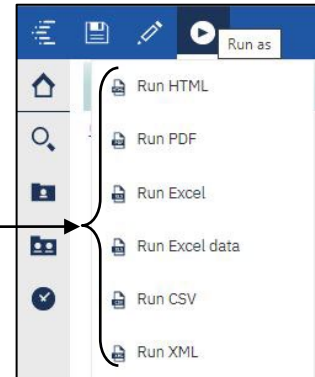 Run as
Run HTML
Run PDF
Run Excel
Run Excel data
Run CSV
Run XML